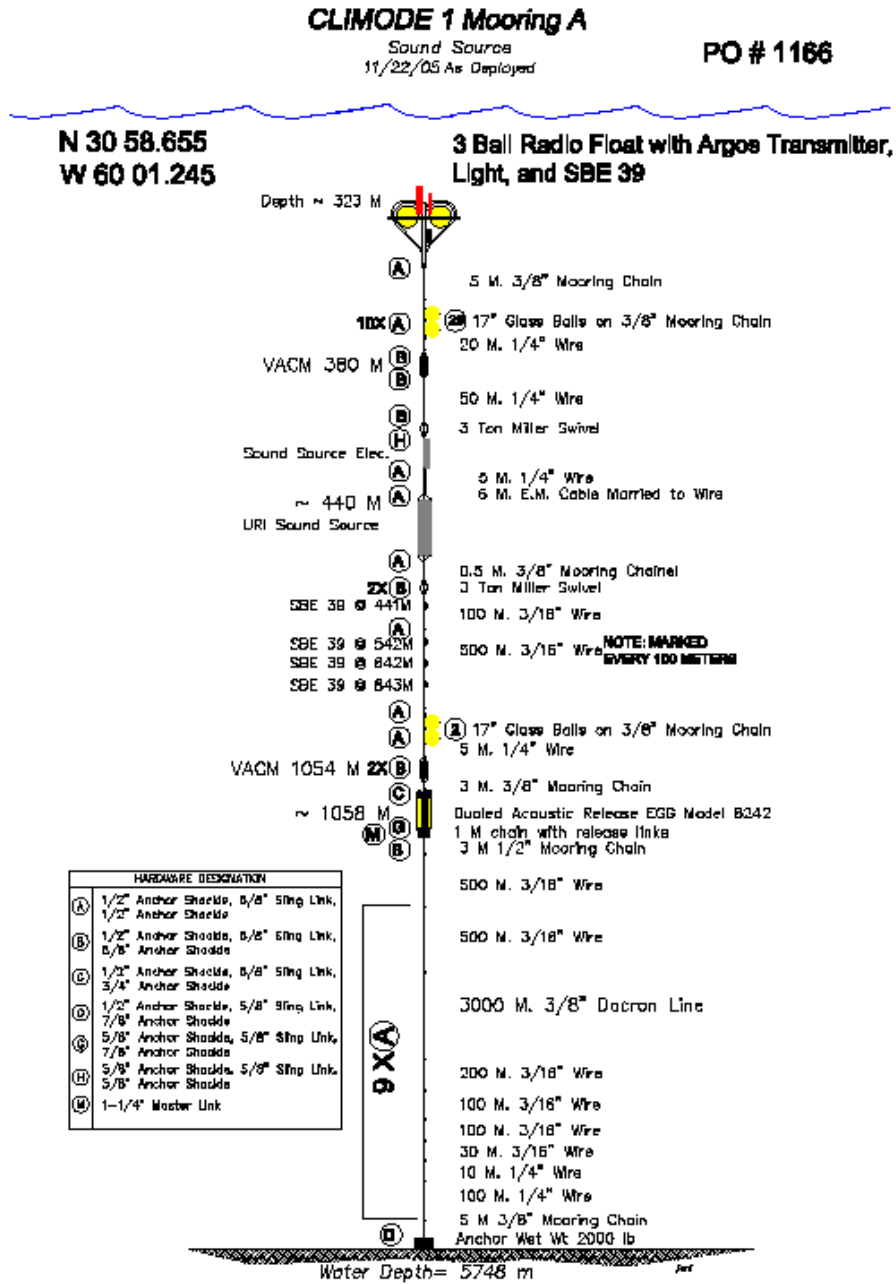 CLIMODE 1 Mooring A
Sound Source
11/22/05 As Deployed
PO # 1166
N 30 58.655
W 60 01.245
3 Ball Radio Float with Argos Transmitter,
Light, and SBE 39
Depth ~ 323 M
A
5 M. 3/8" Mooring Chain
10X A
17" Glass Balls on 3/8" Mooring Chain
20 M. 1/4" Wire
VACM 380 M B
B
50 M. 1/4" Wire
B
3 Ton Miller Swivel
H
Sound Source Elec.
A
5 M. 1/4" Wire
~ 440 M A
6 M. E.M. Cable Married to Wire
URI Sound Source
A
0.5 M. 3/8" Mooring Chainel
2X B
3 Ton Miller Swivel
SBE 39 @ 441M
100 M. 3/16" Wire
A
SBE 39 @ 542M
500 M. 3/16" Wire
NOTE: MARKED
EVERY 100 METERS
SBE 39 @ 642M
SBE 39 @ 843M
A
2 17" Glass Balls on 3/8" Mooring Chain
A
5 M. 1/4" Wire
VACM 1054 M 2X B
3 M. 3/8" Mooring Chain
C
~ 1058 M
Dualed Acoustic Release EGG Model 8242
M G
1 M chain with release links
B
3 M 1/2" Mooring Chain
500 M. 3/16" Wire
500 M. 3/16" Wire
3000 M. 3/8" Dacron Line
9 X A
200 M. 3/16" Wire
100 M. 3/16" Wire
100 M. 3/16" Wire
30 M. 3/16" Wire
10 M. 1/4" Wire
100 M. 1/4" Wire
5 M 3/8" Mooring Chain
D
Anchor Wet Wt 2000 lb
Water Depth= 5748 m
HARDWARE DESIGNATION
A 1/2" Anchor Shackle, 5/8" Sling Link,
1/2" Anchor Shackle
B 1/2" Anchor Shackle, 5/8" Sling Link,
5/8" Anchor Shackle
C 1/2" Anchor Shackle, 5/8" Sling Link,
3/4" Anchor Shackle
D 1/2" Anchor Shackle, 5/8" Sling Link,
7/8" Anchor Shackle
G 5/8" Anchor Shackle, 5/8" Sling Link,
7/8" Anchor Shackle
H 5/8" Anchor Shackle, 5/8" Sling Link,
5/8" Anchor Shackle
M 1-1/4" Master Link